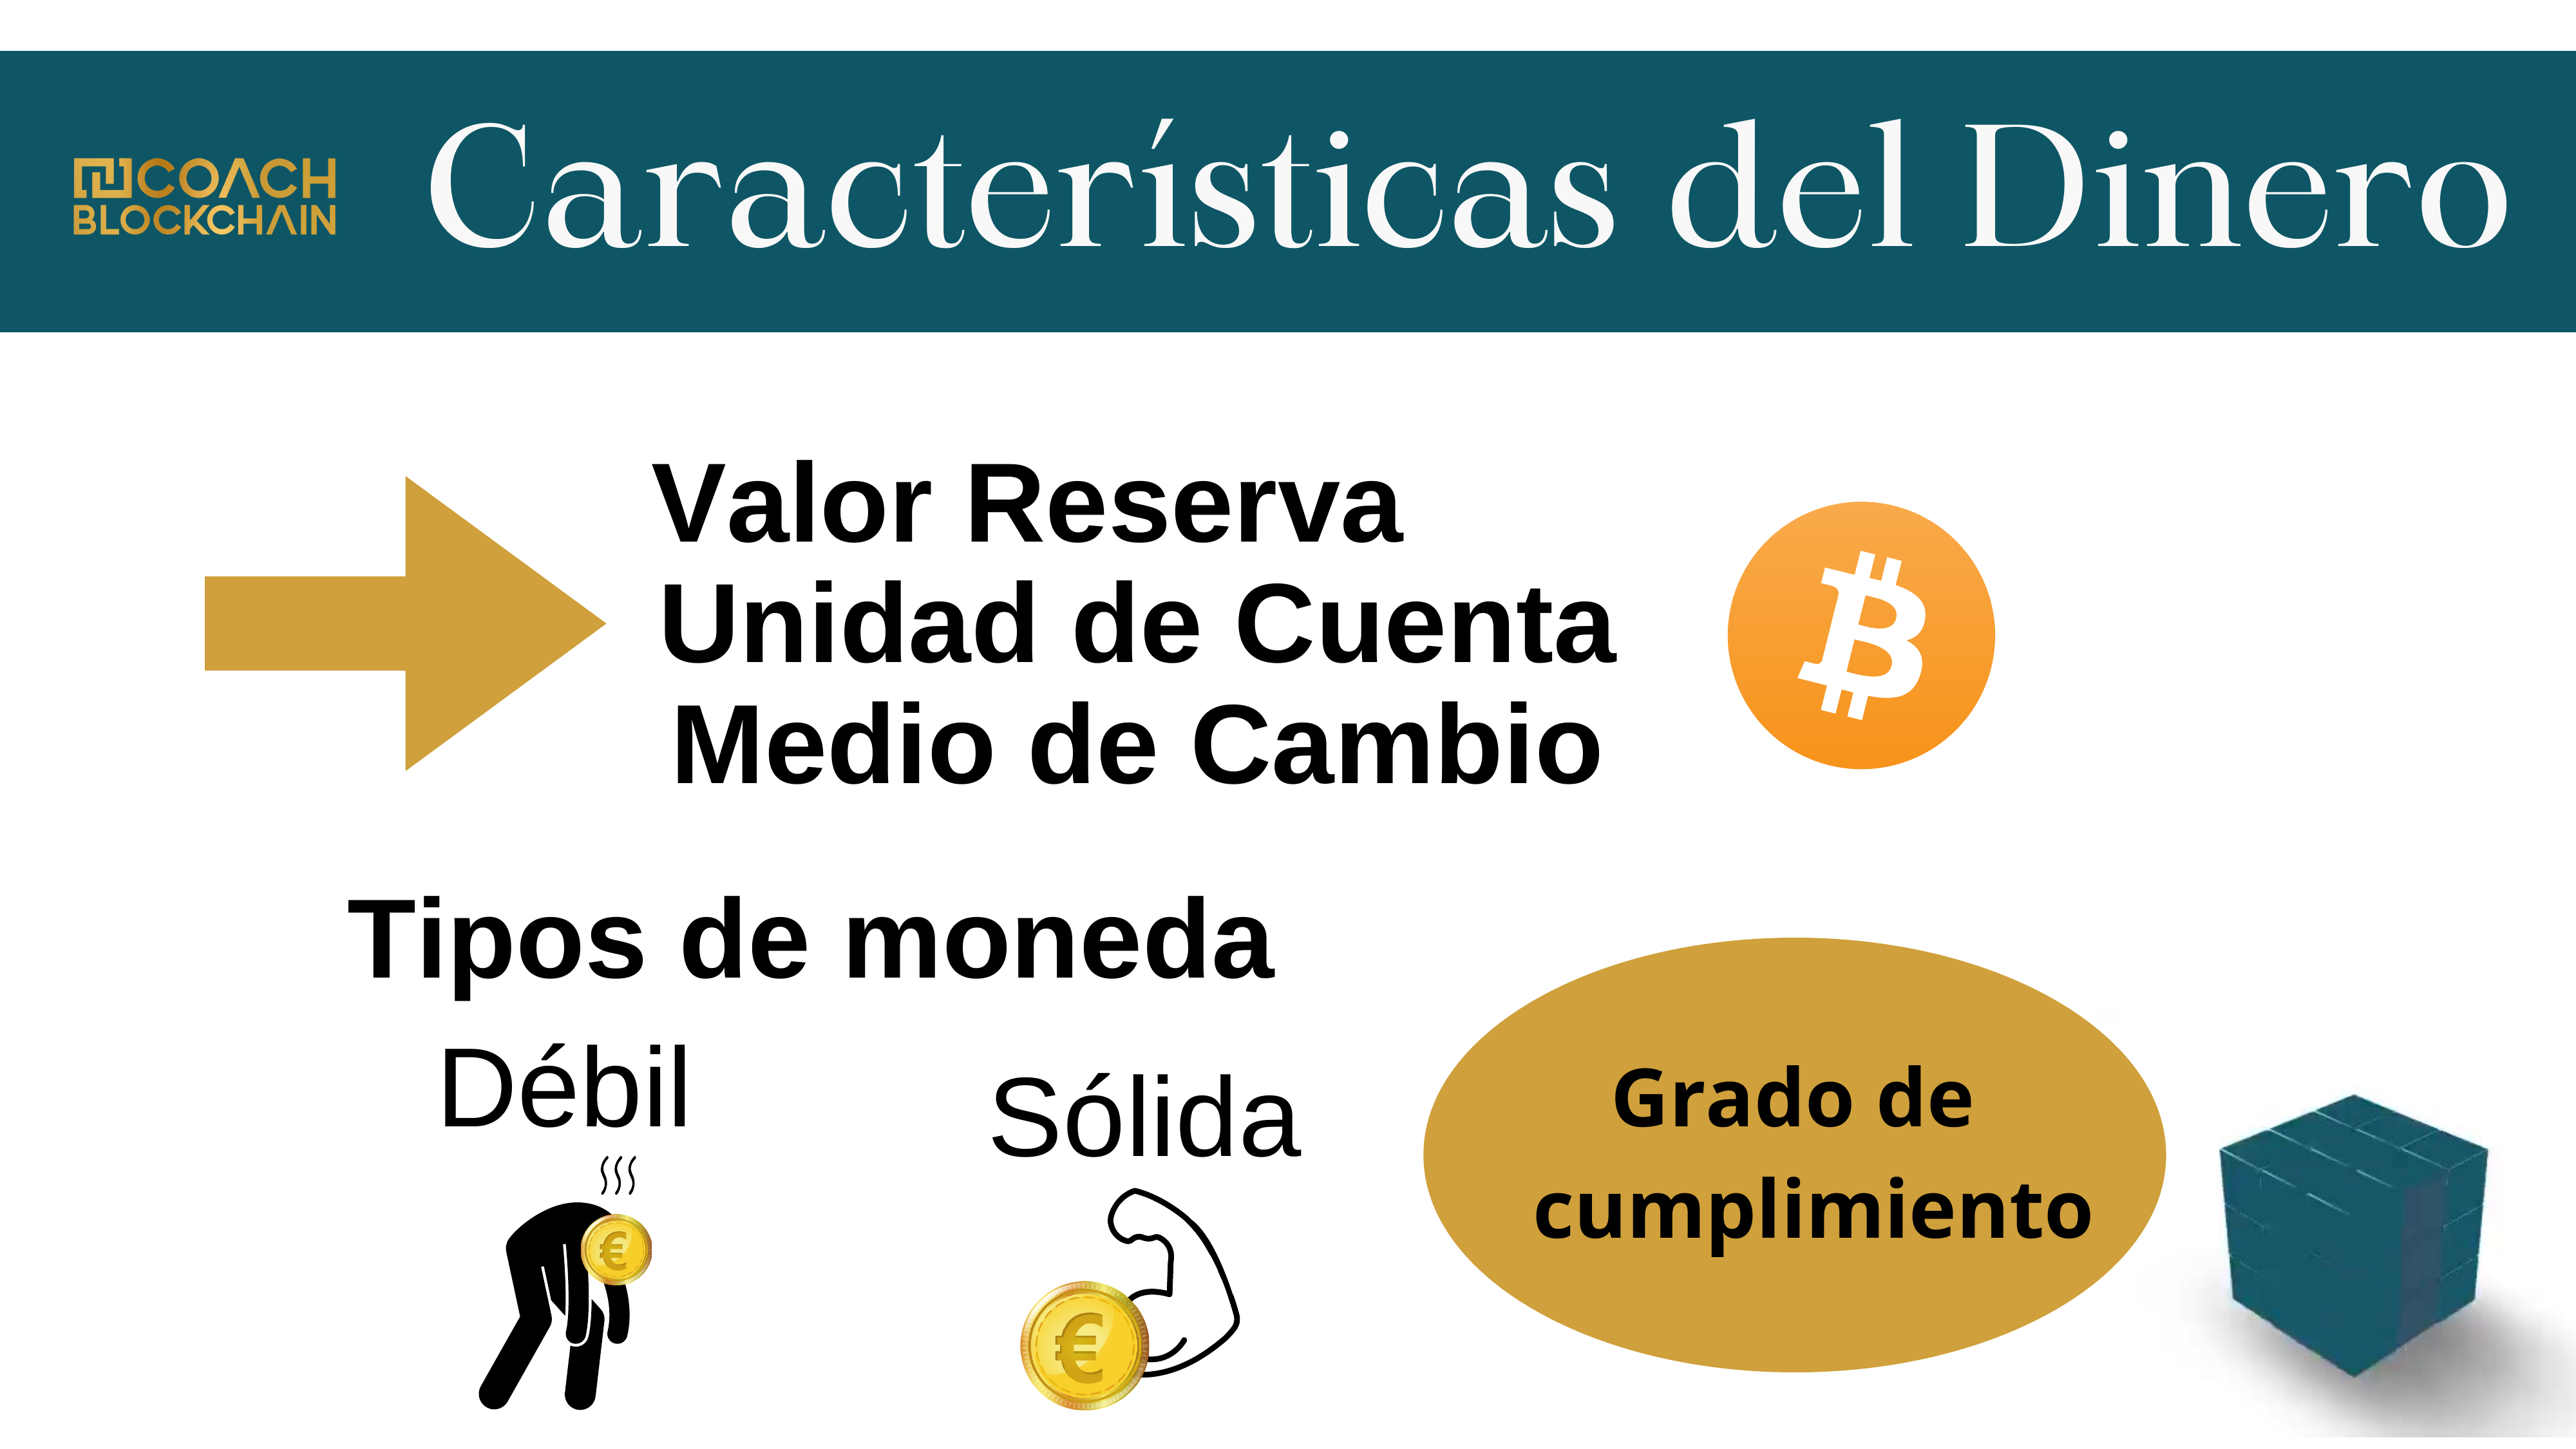 COACH
BLOCKCHAIN
Características del Dinero
Valor Reserva
Unidad de Cuenta
Medio de Cambio
Tipos de moneda
Débil
Sólida
Grado de
cumplimiento
€
€